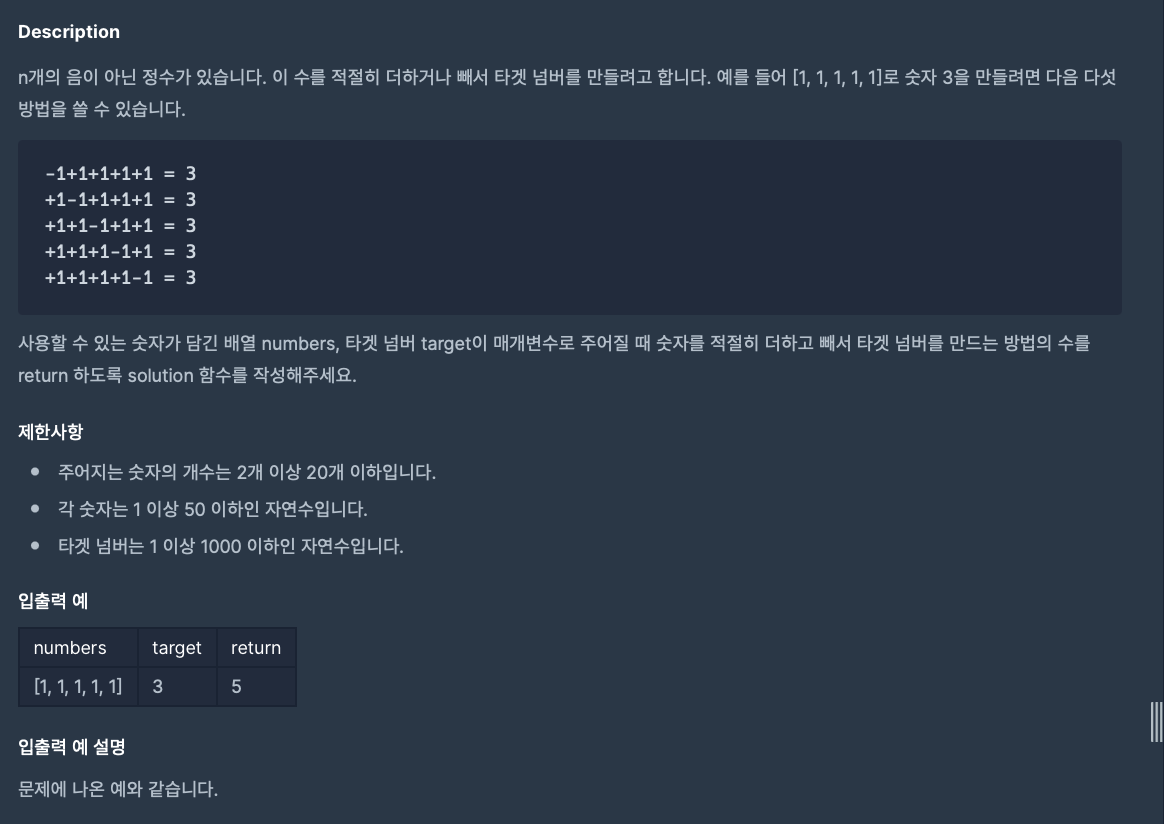 Description
n개의 음이 아닌 정수가 있습니다. 이 수를 적절히 더하거나 빼서 타겟 넘버를 만들려고 합니다. 예를 들어 [1, 1, 1, 1, 1]로 숫자 3을 만들려면 다음 다섯
방법을 쓸 수 있습니다.
-1+1+1+1+1 = 3
+1-1+1+1+1 = 3
+1+1-1+1+1 = 3
+1+1+1-1+1 = 3
+1+1+1+1-1 = 3
사용할 수 있는 숫자가 담긴 배열 numbers, 타겟 넘버 target이 매개변수로 주어질 때 숫자를 적절히 더하고 빼서 타겟 넘버를 만드는 방법의 수를
return 하도록 solution 함수를 작성해주세요.
제한사항
주어지는 숫자의 개수는 2개 이상 20개 이하입니다.
각 숫자는 1 이상 50 이하인 자연수입니다.
타겟 넘버는 1 이상 1000 이하인 자연수입니다.
입출력 예
numbers target return
[1, 1, 1, 1, 1] 3 5
입출력 예 설명
문제에 나온 예와 같습니다.